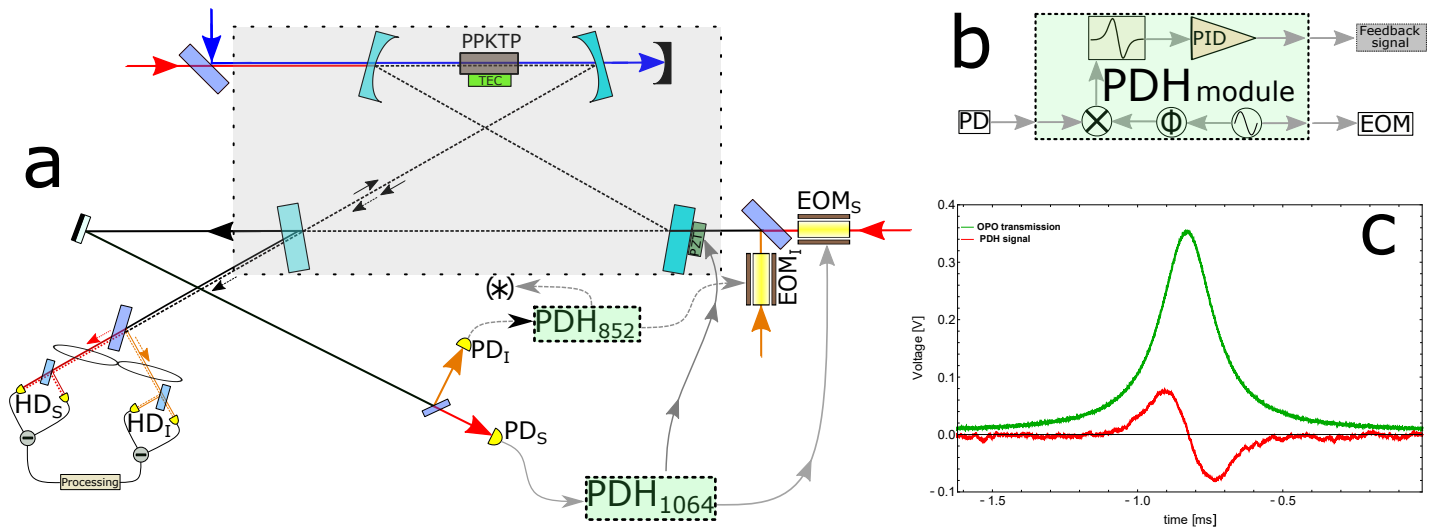 a
PPKTP
TEC
PZT
EOMS
EOMI
(*)
PDH852
PDI
PDS
PDH1064
HDS
HDI
Processing
b
PID
Feedback
signal
PDH module
PD
Φ
EOM
c
OPO transmission
PDH signal
Voltage [V]
0.4
0.3
0.2
0.1
0.0
-0.1
-1.5
-1.0
-0.5
time [ms]